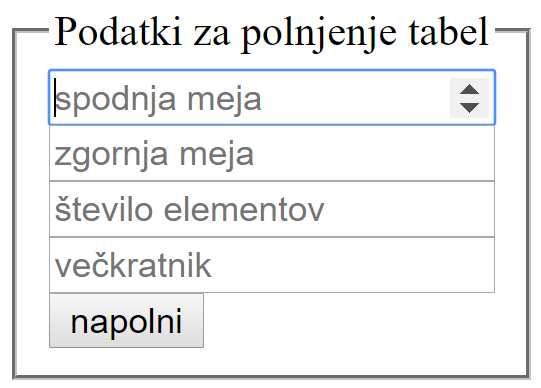 Podatki za polnjenje tabel
spodnja meja
zgornja meja
število elementov
večkratnik
napolni